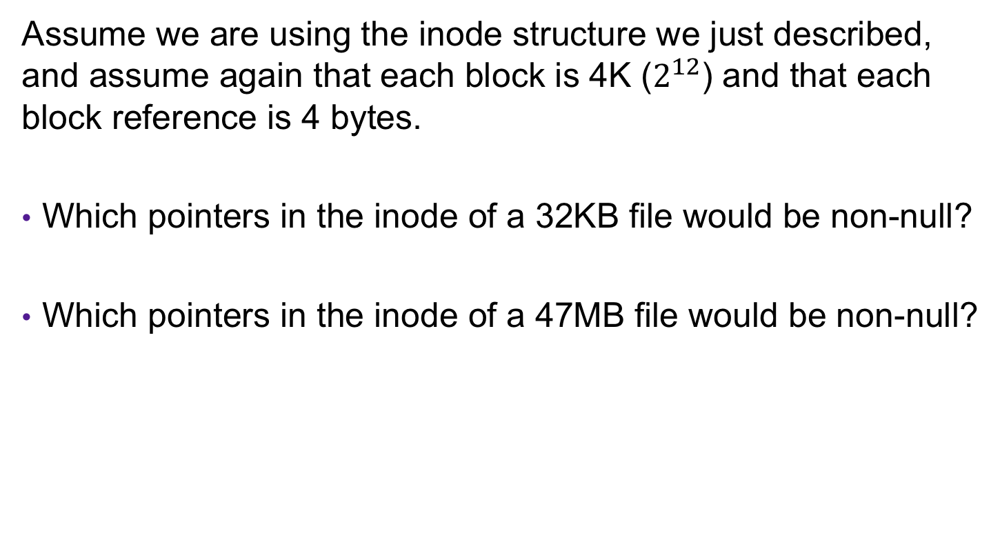 Assume we are using the inode structure we just described,
and assume again that each block is 4K (2¹²) and that each
block reference is 4 bytes.
• Which pointers in the inode of a 32KB file would be non-null?
• Which pointers in the inode of a 47MB file would be non-null?